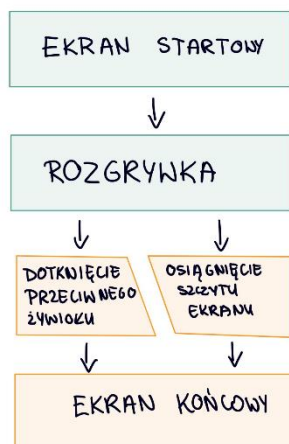 EKRAN STARTOWY
ROZGRYWKA
DOTKNIĘCIE
PRZECIWNEGO
ŻYWIOŁU
OSIĄGNIĘCIE
SZCZYTU
EKRANU
EKRAN KOŃCOWY